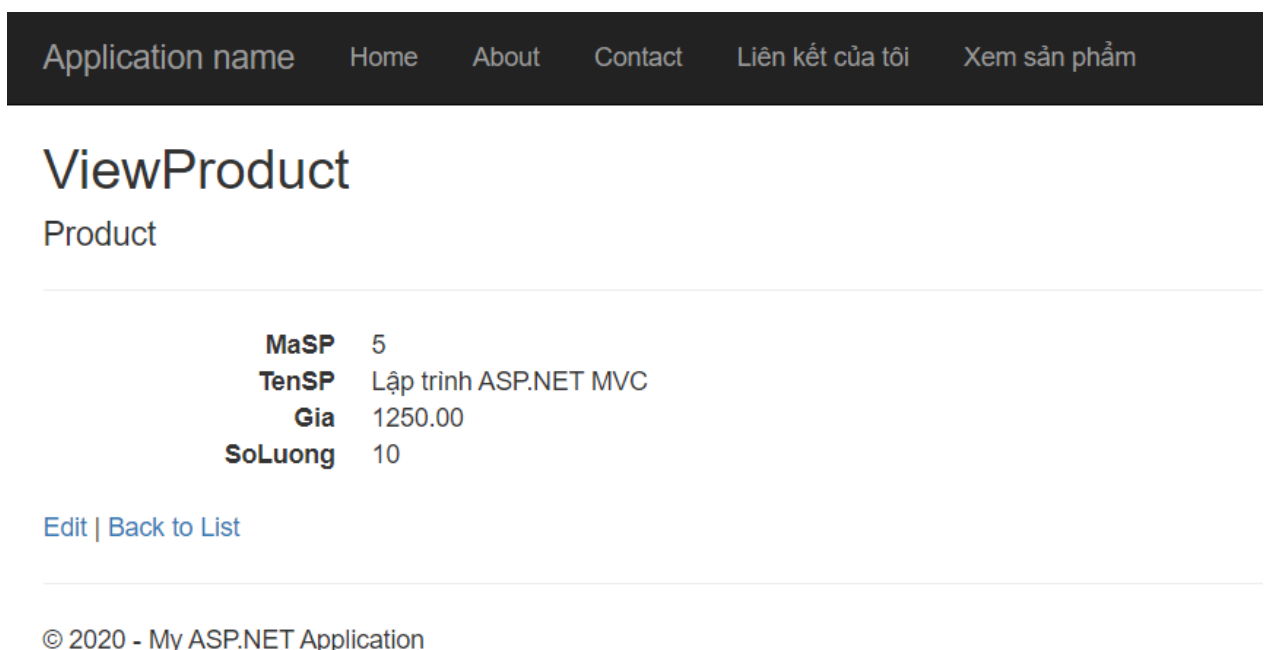 Application name Home About Contact Liên kết của tôi Xem sản phẩm
ViewProduct
Product
MaSP 5
TenSP Lập trình ASP.NET MVC
Gia 1250.00
SoLuong 10
Edit | Back to List
© 2020 - My ASP.NET Application